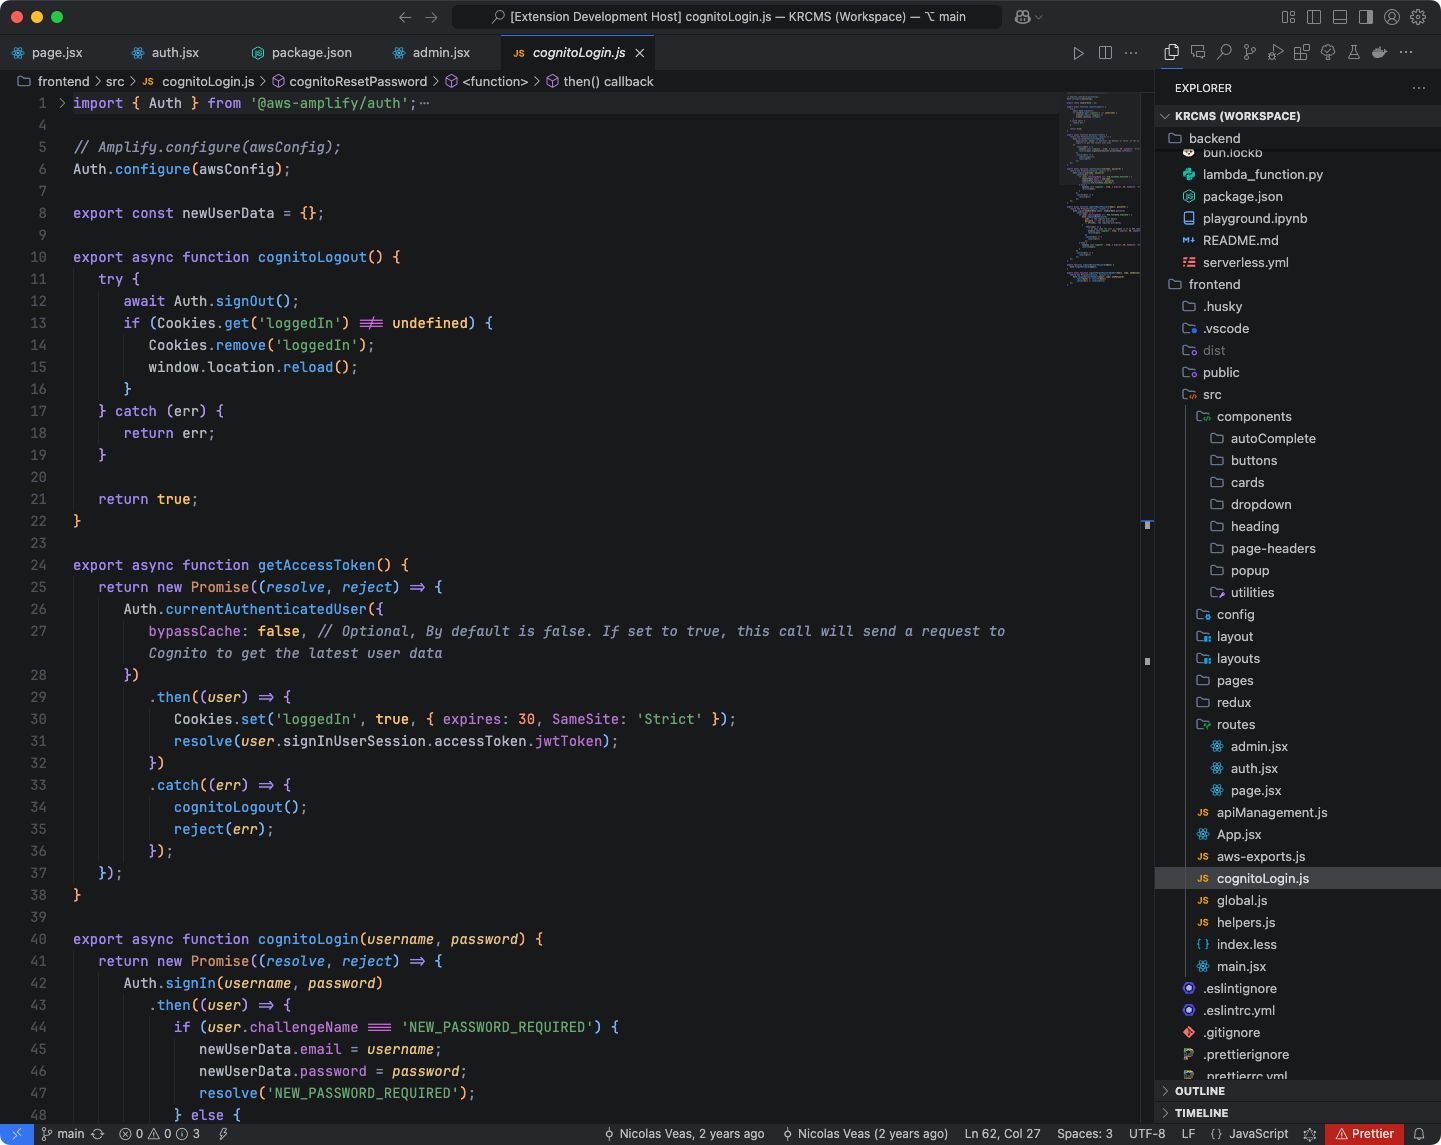 [Extension Development Host] cognitoLogin.js — KRCMS (Workspace) — ⌥ main
page.jsx
auth.jsx
package.json
admin.jsx
JS cognitoLogin.js
frontend > src > JS cognitoLogin.js > cognitoResetPassword > <function> > then() callback
1 import { Auth } from '@aws-amplify/auth';⋯
4
5 // Amplify.configure(awsConfig);
6 Auth.configure(awsConfig);
7
8 export const newUserData = {};
9
10 export async function cognitoLogout() {
11 try {
12 await Auth.signOut();
13 if (Cookies.get('loggedIn') !== undefined) {
14 Cookies.remove('loggedIn');
15 window.location.reload();
16 }
17 } catch (err) {
18 return err;
19 }
20
21 return true;
22 }
23
24 export async function getAccessToken() {
25 return new Promise((resolve, reject) => {
26 Auth.currentAuthenticatedUser({
27 bypassCache: false, // Optional, By default is false. If set to true, this call will send a request to
Cognito to get the latest user data
28 })
29 .then((user) => {
30 Cookies.set('loggedIn', true, { expires: 30, SameSite: 'Strict' });
31 resolve(user.signInUserSession.accessToken.jwtToken);
32 })
33 .catch((err) => {
34 cognitoLogout();
35 reject(err);
36 });
37 });
38 }
39
40 export async function cognitoLogin(username, password) {
41 return new Promise((resolve, reject) => {
42 Auth.signIn(username, password)
43 .then((user) => {
44 if (user.challengeName === 'NEW_PASSWORD_REQUIRED') {
45 newUserData.email = username;
46 newUserData.password = password;
47 resolve('NEW_PASSWORD_REQUIRED');
48 } else {
EXPLORER
KRCMS (WORKSPACE)
backend
bun.lockb
lambda_function.py
package.json
playground.ipynb
README.md
serverless.yml
frontend
.husky
.vscode
dist
public
src
components
autoComplete
buttons
cards
dropdown
heading
page-headers
popup
utilities
config
layout
layouts
pages
redux
routes
admin.jsx
auth.jsx
page.jsx
JS apiManagement.js
App.jsx
JS aws-exports.js
JS cognitoLogin.js
JS global.js
JS helpers.js
{ } index.less
main.jsx
.eslintignore
.eslintrc.yml
.gitignore
.prettierignore
.prettierrc.yml
OUTLINE
TIMELINE
main 0 0 3 Nicolas Veas, 2 years ago Nicolas Veas (2 years ago) Ln 62, Col 27 Spaces: 3 UTF-8 LF {} JavaScript Prettier